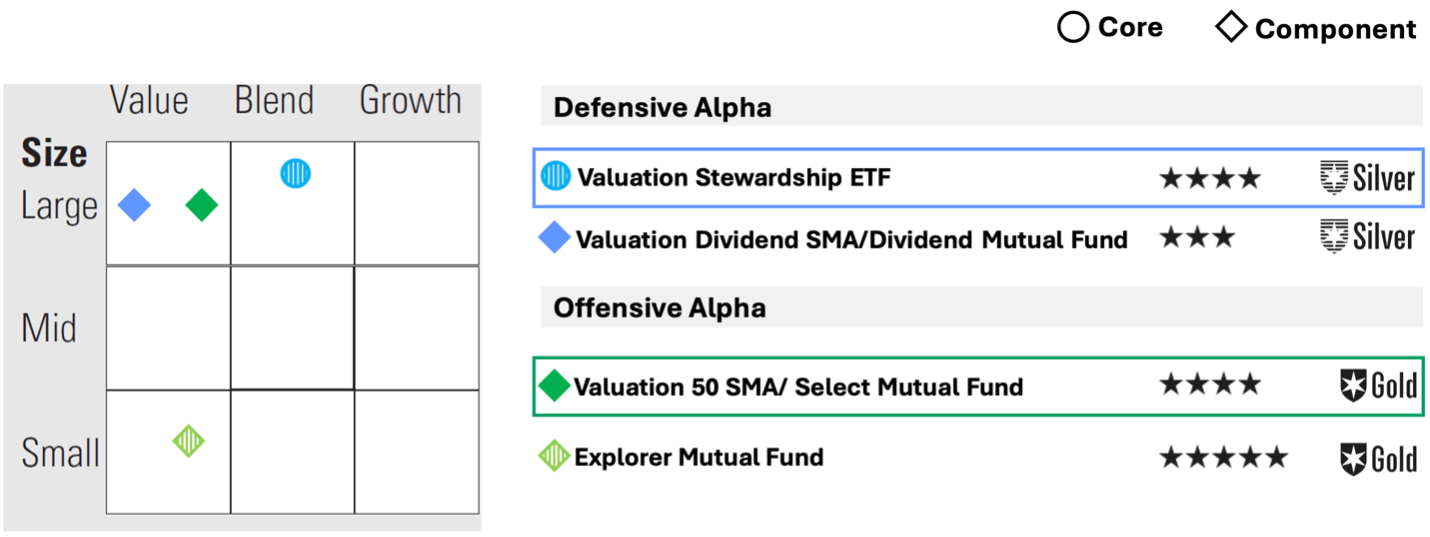 Core Component
Value Blend Growth
Size
Large
Mid
Small
Defensive Alpha
Valuation Stewardship ETF ★★★★ Silver
Valuation Dividend SMA/Dividend Mutual Fund ★★★ Silver
Offensive Alpha
Valuation 50 SMA/ Select Mutual Fund ★★★★ Gold
Explorer Mutual Fund ★★★★★ Gold